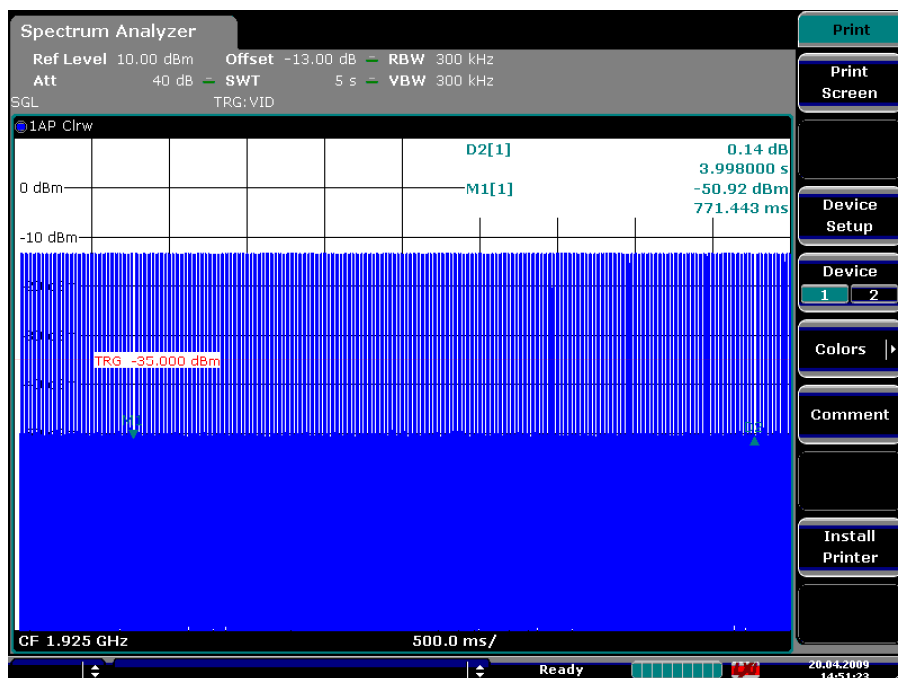 Spectrum Analyzer
Ref Level 10.00 dBm Offset -13.00 dB RBW 300 kHz
Att 40 dB SWT 5 s VBW 300 kHz
SGL TRG:VID
1AP Clrw
D2[1] 0.14 dB
3.998000 s
M1[1] -50.92 dBm
771.443 ms
0 dBm
-10 dBm
TRG -35.000 dBm
CF 1.925 GHz 500.0 ms/
Ready
20.04.2009
14:51:23
Print
Print
Screen
Device
Setup
Device
1 2
Colors
Comment
Install
Printer